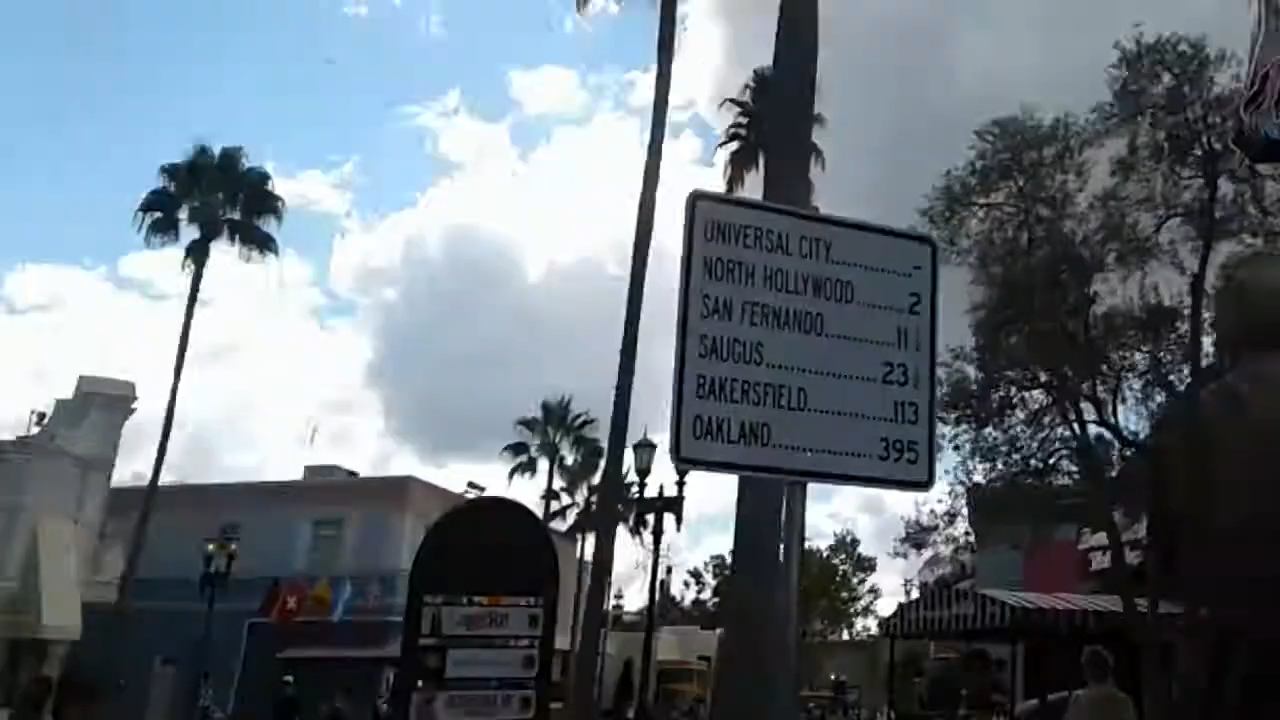 UNIVERSAL CITY..............-
NORTH HOLLYWOOD........2
SAN FERNANDO...........11
SAUGUS....................23
BAKERSFIELD..............113
OAKLAND................395